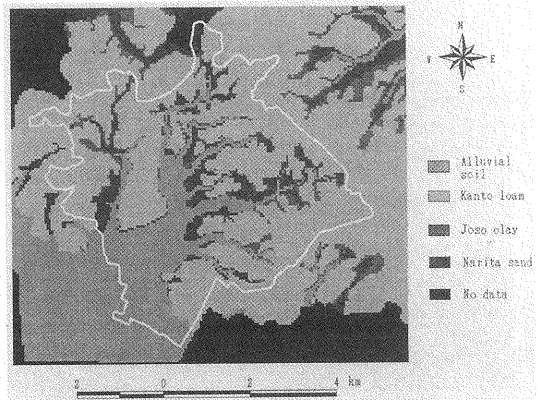 N
W E
S
Alluvial
soil
Kanto loam
Joso clay
Narita sand
No data
2 0 2 4 km